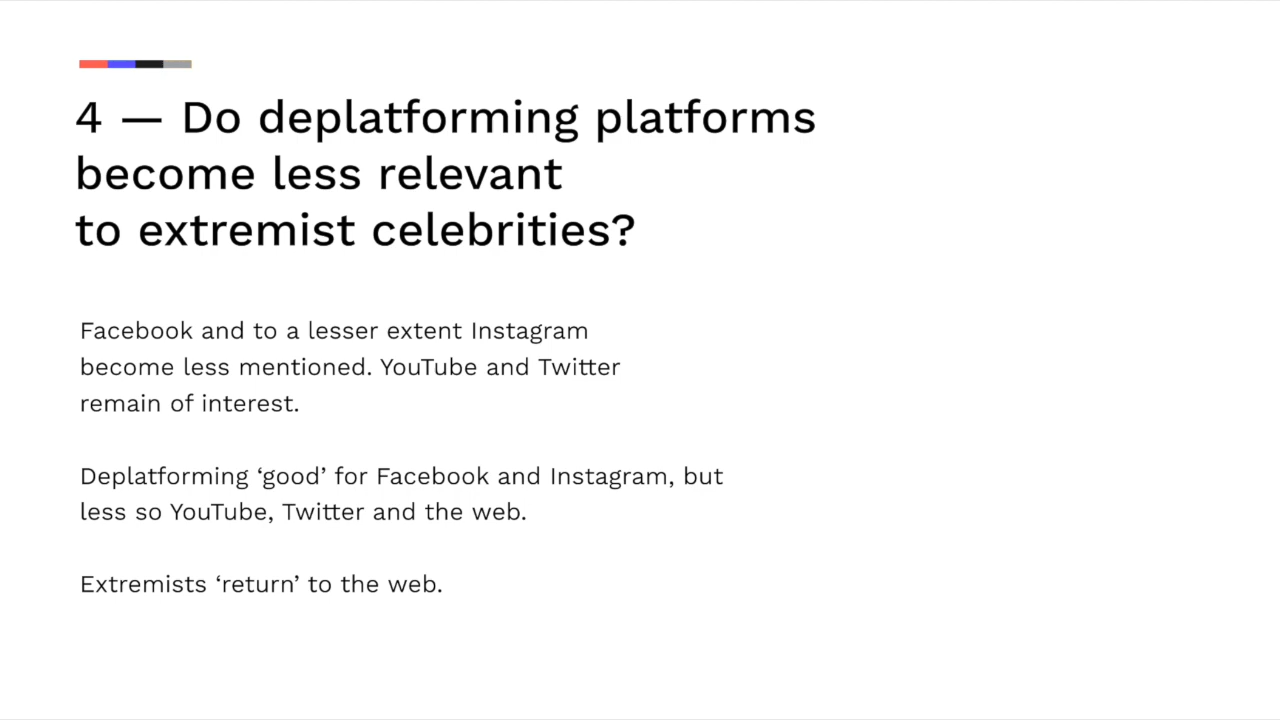 4 — Do deplatforming platforms
become less relevant
to extremist celebrities?
Facebook and to a lesser extent Instagram
become less mentioned. YouTube and Twitter
remain of interest.
Deplatforming ‘good’ for Facebook and Instagram, but
less so YouTube, Twitter and the web.
Extremists ‘return’ to the web.